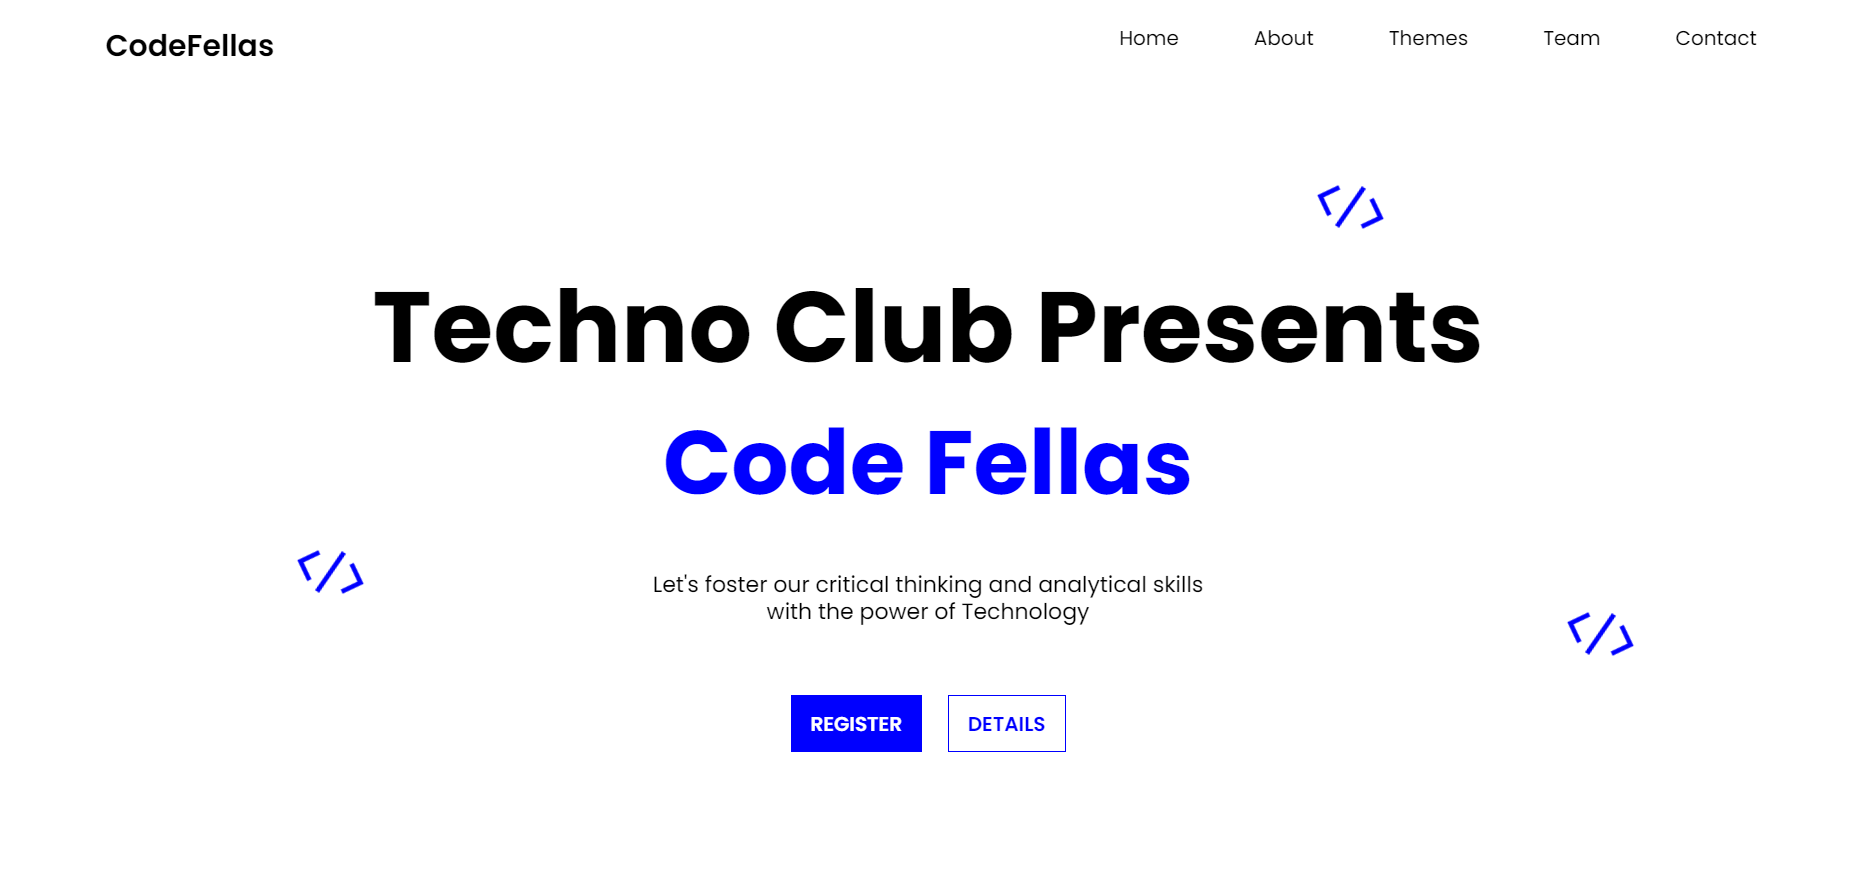 CodeFellas
Home About Themes Team Contact
</>
Techno Club Presents
Code Fellas
</>
Let's foster our critical thinking and analytical skills
with the power of Technology
</>
REGISTER DETAILS